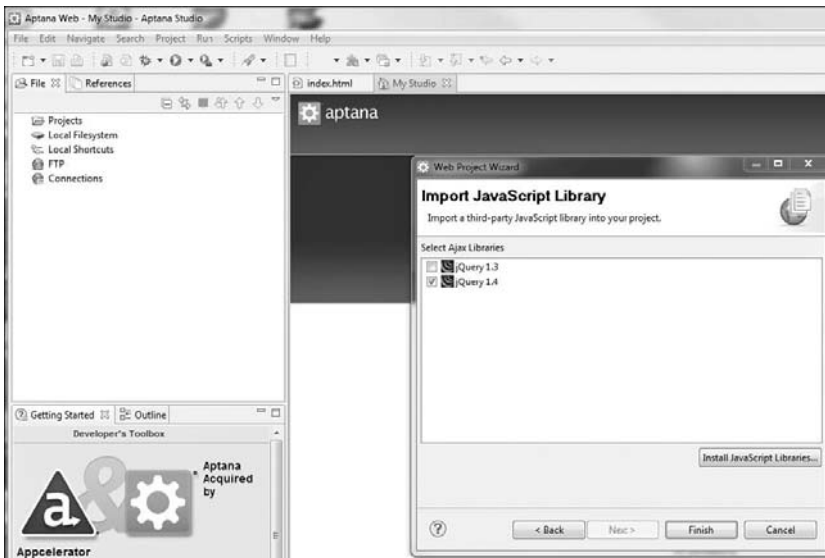 Aptana Web - My Studio - Aptana Studio
File Edit Navigate Search Project Run Scripts Window Help
File
References
Projects
Local Filesystem
Local Shortcuts
FTP
Connections
index.html
My Studio
aptana
Web Project Wizard
Import JavaScript Library
Import a third-party JavaScript library into your project.
Select Ajax Libraries
jQuery 1.3
jQuery 1.4
Install JavaScript Libraries...
< Back
Next >
Finish
Cancel
Getting Started
Outline
Developer's Toolbox
a&
Aptana
Acquired
by
Appcelerator